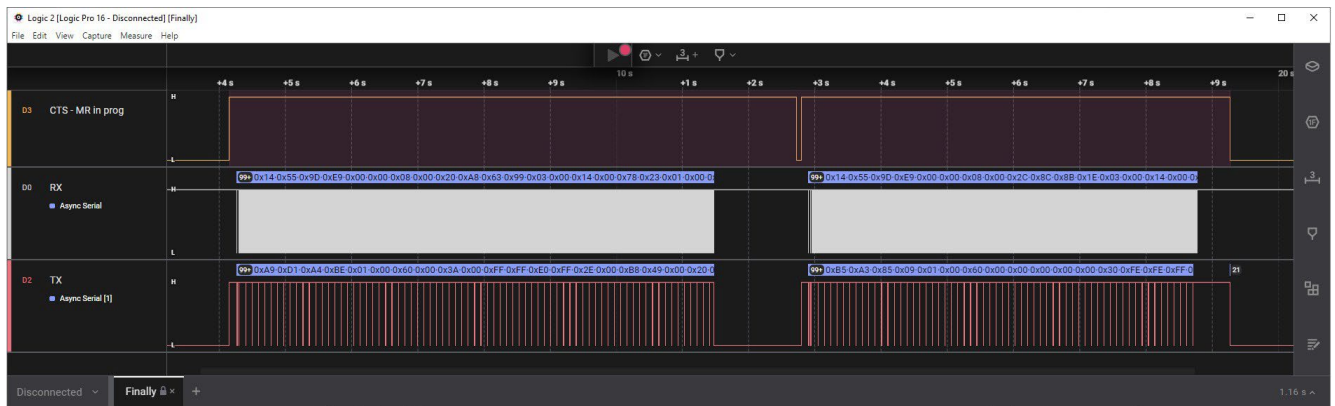 Logic 2 [Logic Pro 16 - Disconnected] [Finally]
File Edit View Capture Measure Help
10 s 20 s
+4 s +5 s +6 s +7 s +8 s +9 s +1 s +2 s +3 s +4 s +5 s +6 s +7 s +8 s +9 s
D3 CTS - MR in prog H
L
99+ 0x14·0x55·0x9D·0xE9·0x00·0x00·0x08·0x00·0x20·0xA8·0x63·0x99·0x03·0x00·0x14·0x00·0x78·0x23·0x01·0x00·0: 99+ 0x14·0x55·0x9D·0xE9·0x00·0x00·0x08·0x00·0x2C·0x8C·0x8B·0x1E·0x03·0x00·0x14·0x00·0:
D0 RX H
Async Serial
L
99+ 0xA9·0xD1·0xA4·0xBE·0x01·0x00·0x60·0x00·0x3A·0x00·0xFF·0xFF·0xE0·0xFF·0x2E·0x00·0xB8·0x49·0x00·0x20·0 99+ 0xB5·0xA3·0x85·0x09·0x01·0x00·0x60·0x00·0x00·0x00·0x00·0x00·0x30·0xFE·0xFE·0xFF·0 21
D2 TX H
Async Serial [1]
L
Disconnected Finally × + 1.16 s